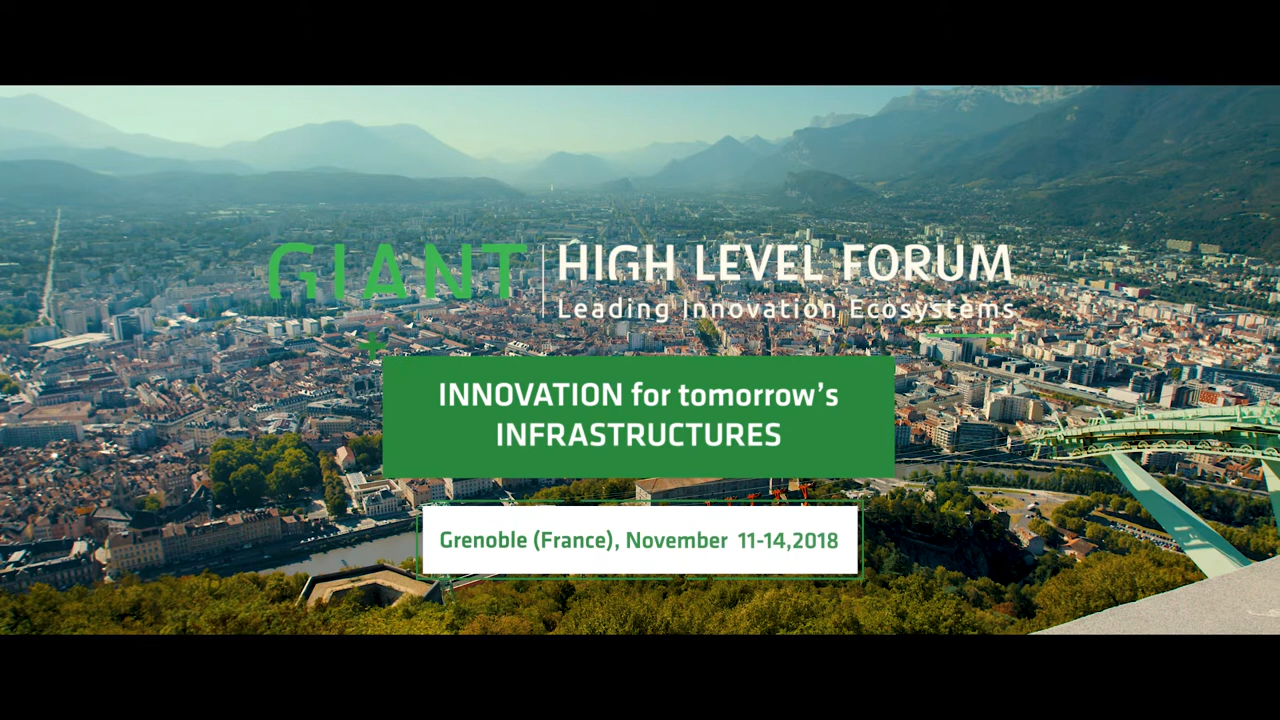 GIANT
HIGH LEVEL FORUM
Leading Innovation Ecosystems
INNOVATION for tomorrow's
INFRASTRUCTURES
Grenoble (France), November 11-14,2018